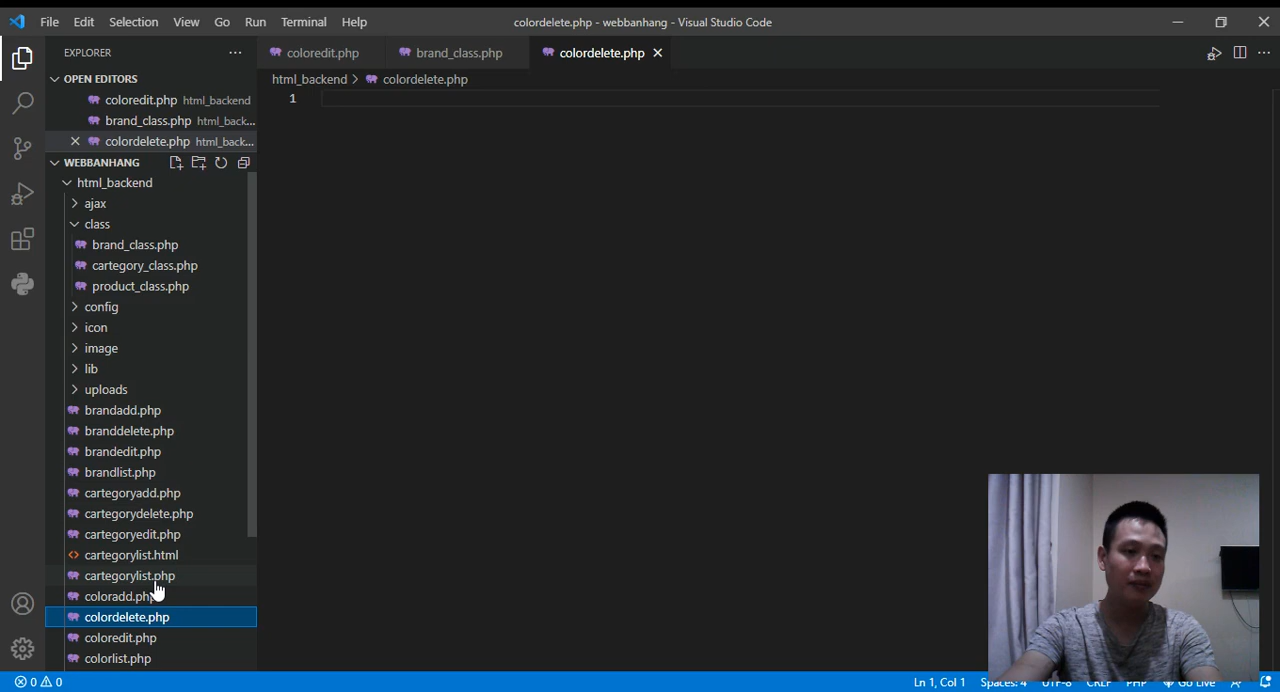 File Edit Selection View Go Run Terminal Help
colordelete.php - webbanhang - Visual Studio Code
EXPLORER
coloredit.php
brand_class.php
colordelete.php
OPEN EDITORS
html_backend > colordelete.php
coloredit.php html_backend
1
brand_class.php html_back...
colordelete.php html_back...
WEBBANHANG
html_backend
ajax
class
brand_class.php
cartegory_class.php
product_class.php
config
icon
image
lib
uploads
brandadd.php
branddelete.php
brandedit.php
brandlist.php
cartegoryadd.php
cartegorydelete.php
cartegoryedit.php
cartegorylist.html
cartegorylist.php
coloradd.php
colordelete.php
coloredit.php
colorlist.php
0 0
Ln 1, Col 1 Spaces: 4 UTF-8 CRLF PHP Go Live